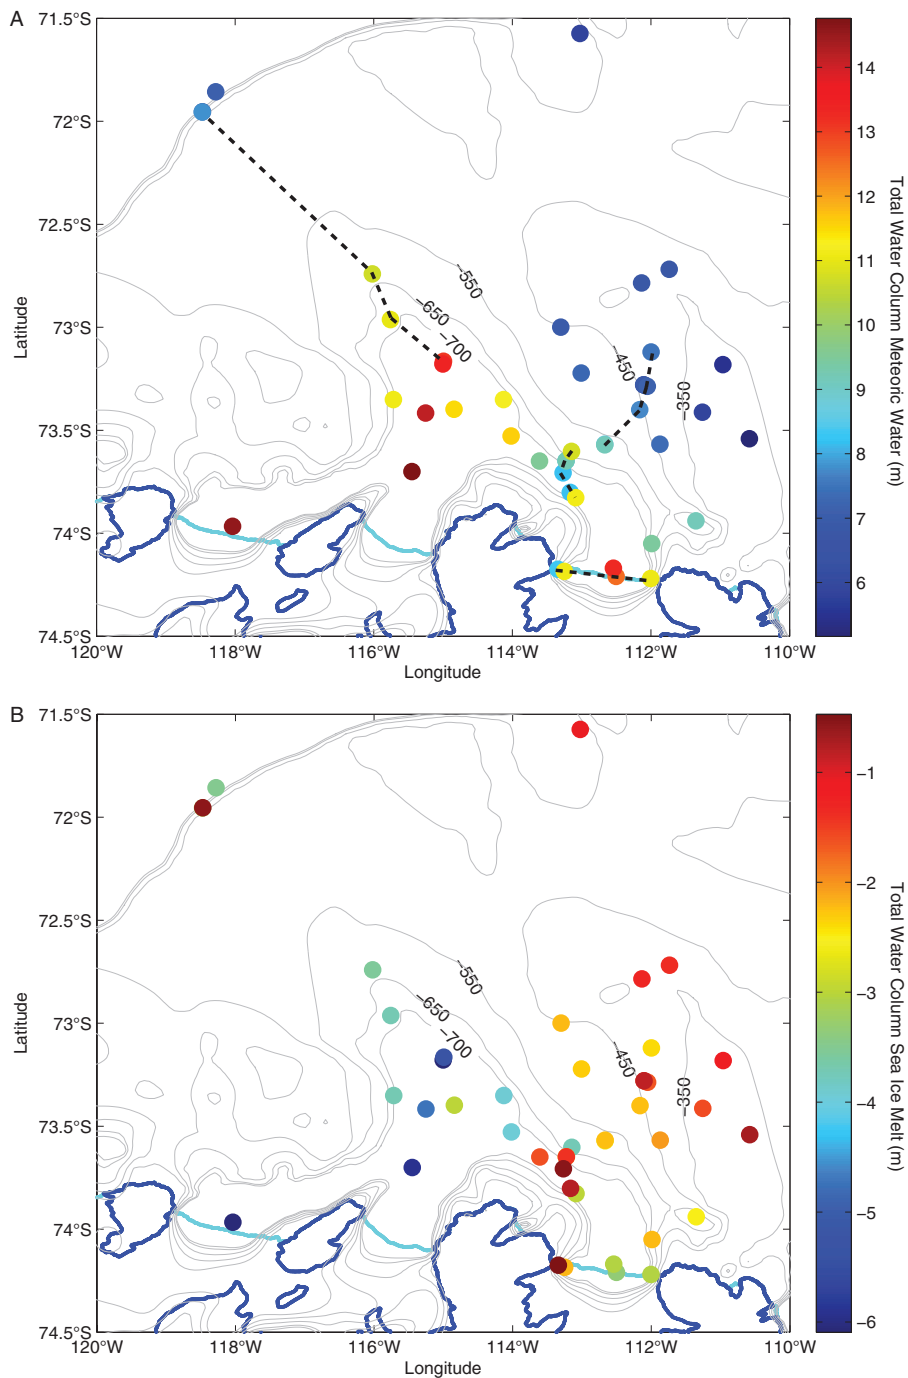 A
71.5°S
72°S
72.5°S
73°S
73.5°S
74°S
74.5°S
Latitude
120°W
118°W
116°W
114°W
112°W
110°W
Longitude
−550
−650
−700
−450
−350
14
13
12
11
10
9
8
7
6
Total Water Column Meteoric Water (m)
B
71.5°S
72°S
72.5°S
73°S
73.5°S
74°S
74.5°S
Latitude
120°W
118°W
116°W
114°W
112°W
110°W
Longitude
−550
−650
−700
−450
−350
−1
−2
−3
−4
−5
−6
Total Water Column Sea Ice Melt (m)